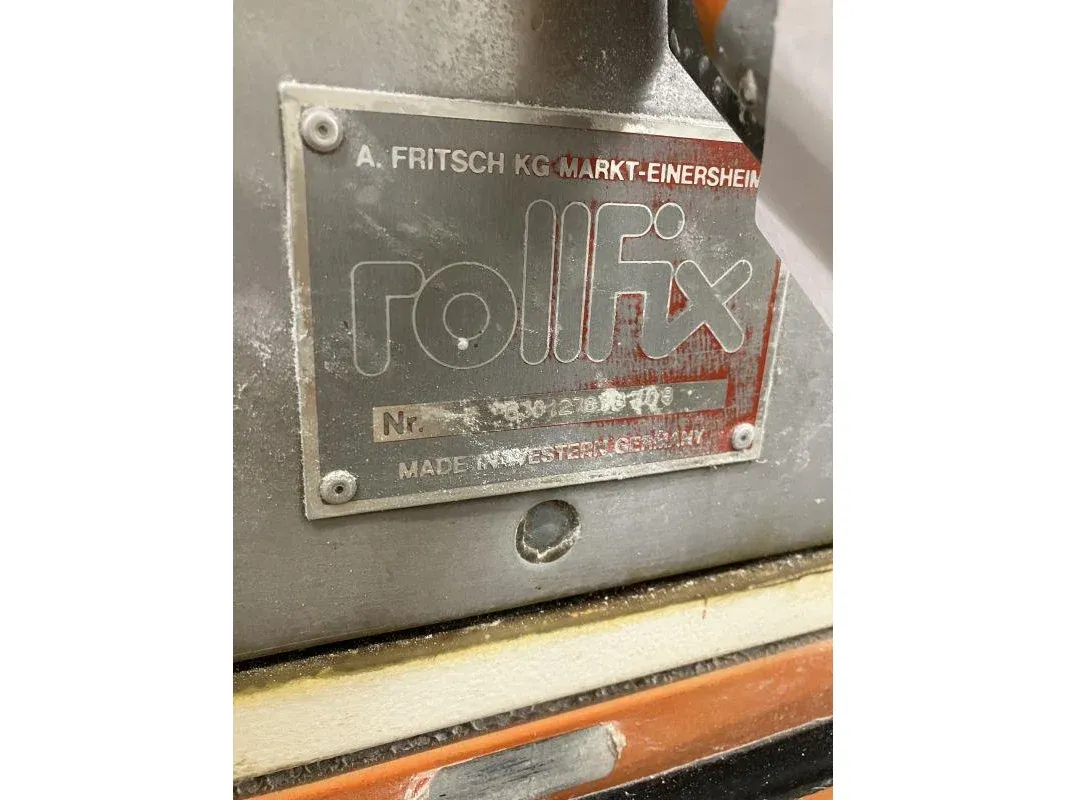 A. FRITSCH KG MARKT-EINERSHEIM
rollfix
Nr.
MADE IN WESTERN GERMANY